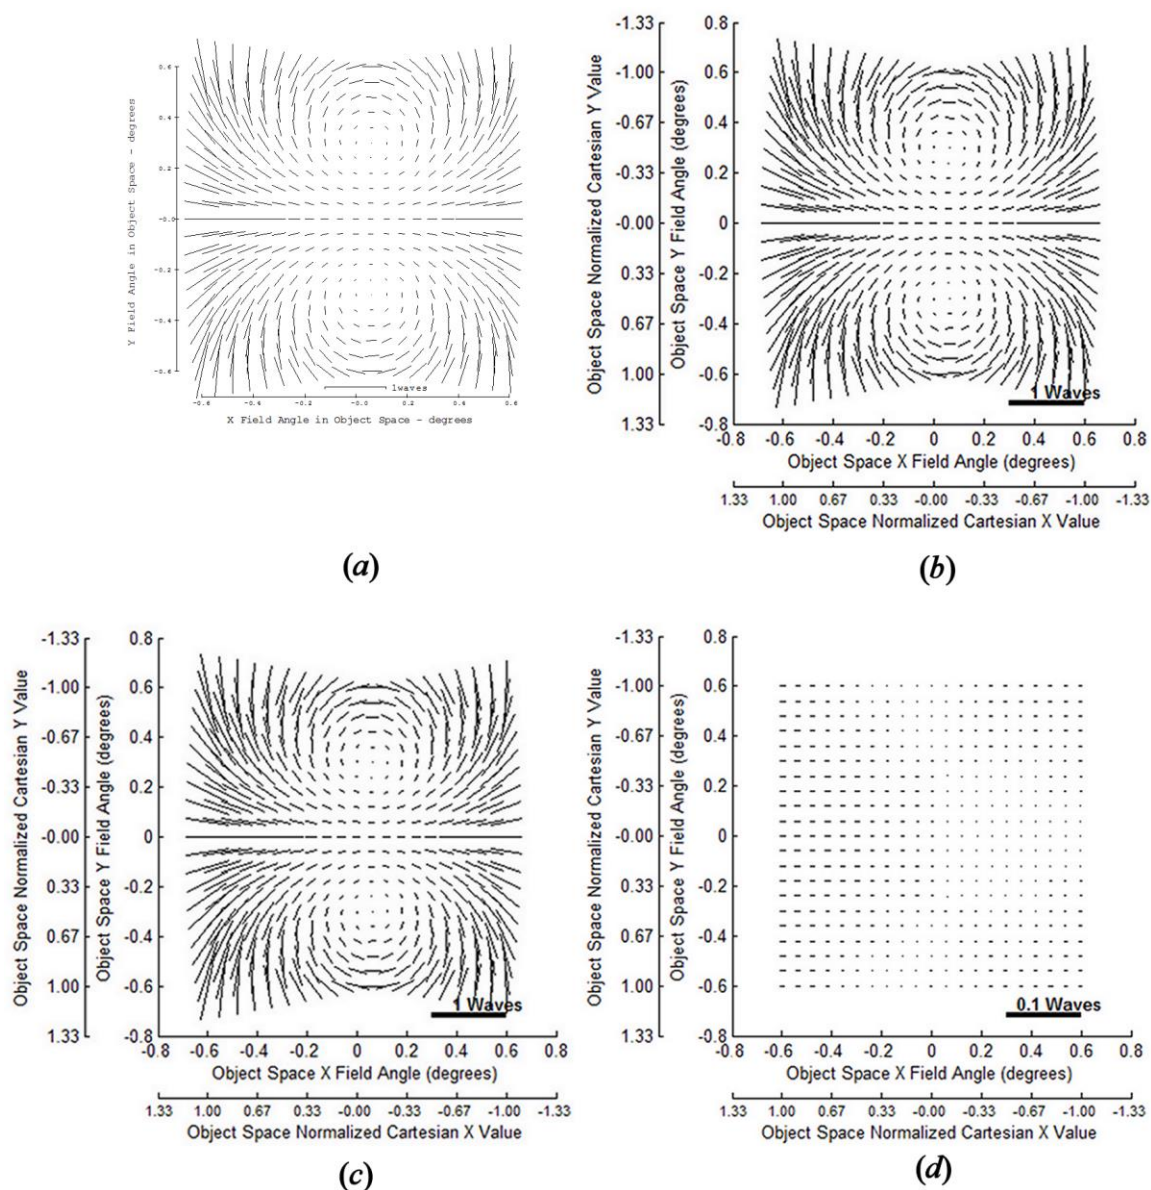 0.6
0.4
0.2
-0.0
-0.2
-0.4
-0.6
Y Field Angle in Object Space - degrees
1waves
-0.6 -0.4 -0.2 -0.0 0.2 0.4 0.6
X Field Angle in Object Space - degrees
(a)
-1.33
-1.00
-0.67
-0.33
-0.00
0.33
0.67
1.00
1.33
Object Space Normalized Cartesian Y Value
0.8
0.6
0.4
0.2
0
-0.2
-0.4
-0.6
-0.8
Object Space Y Field Angle (degrees)
1 Waves
-0.8 -0.6 -0.4 -0.2 0 0.2 0.4 0.6 0.8
Object Space X Field Angle (degrees)
1.33 1.00 0.67 0.33 -0.00 -0.33 -0.67 -1.00 -1.33
Object Space Normalized Cartesian X Value
(b)
-1.33
-1.00
-0.67
-0.33
-0.00
0.33
0.67
1.00
1.33
Object Space Normalized Cartesian Y Value
0.8
0.6
0.4
0.2
0
-0.2
-0.4
-0.6
-0.8
Object Space Y Field Angle (degrees)
1 Waves
-0.8 -0.6 -0.4 -0.2 0 0.2 0.4 0.6 0.8
Object Space X Field Angle (degrees)
1.33 1.00 0.67 0.33 -0.00 -0.33 -0.67 -1.00 -1.33
Object Space Normalized Cartesian X Value
(c)
-1.33
-1.00
-0.67
-0.33
-0.00
0.33
0.67
1.00
1.33
Object Space Normalized Cartesian Y Value
0.8
0.6
0.4
0.2
0
-0.2
-0.4
-0.6
-0.8
Object Space Y Field Angle (degrees)
0.1 Waves
-0.8 -0.6 -0.4 -0.2 0 0.2 0.4 0.6 0.8
Object Space X Field Angle (degrees)
1.33 1.00 0.67 0.33 -0.00 -0.33 -0.67 -1.00 -1.33
Object Space Normalized Cartesian X Value
(d)